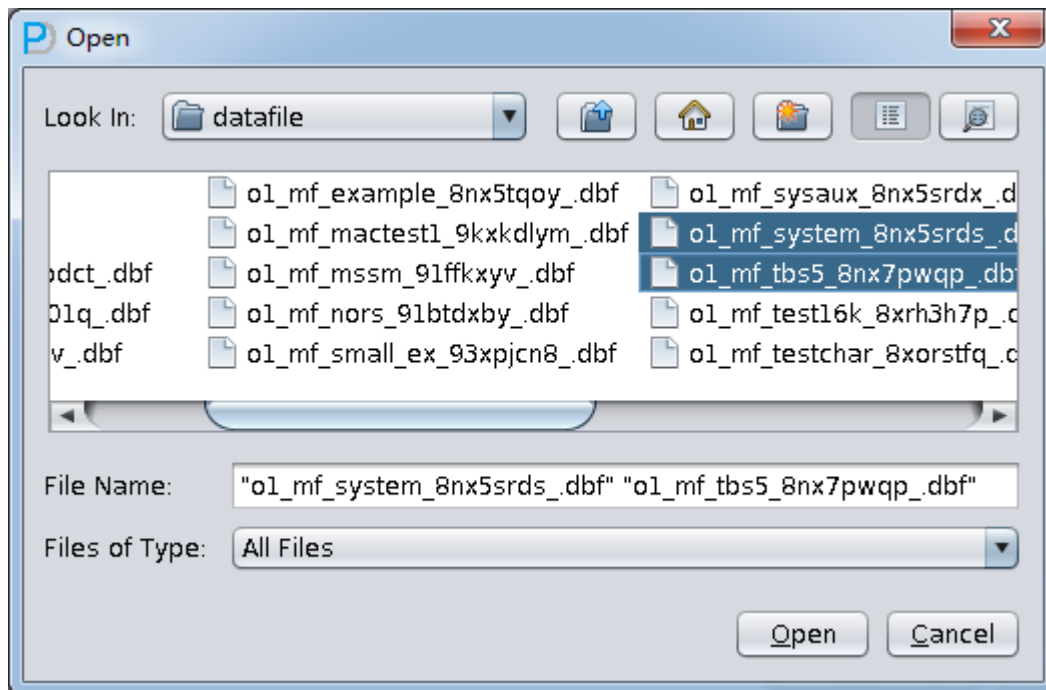 Open
Look In: datafile
o1_mf_example_8nx5tqoy_.dbf o1_mf_sysaux_8nx5srdx_.d
o1_mf_mactest1_9kxkdlym_.dbf o1_mf_system_8nx5srds_.d
dct_.dbf o1_mf_mssm_91ffkxyv_.dbf o1_mf_tbs5_8nx7pwqp_.dbf
01q_.dbf o1_mf_nors_91btdxby_.dbf o1_mf_test16k_8xrh3h7p_.d
v_.dbf o1_mf_small_ex_93xpjcn8_.dbf o1_mf_testchar_8xorstfq_.d
File Name: "o1_mf_system_8nx5srds_.dbf" "o1_mf_tbs5_8nx7pwqp_.dbf"
Files of Type: All Files
Open Cancel